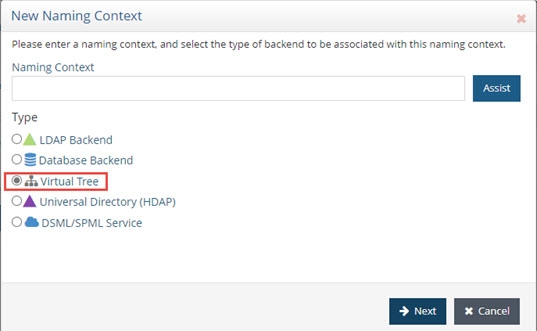 New Naming Context
Please enter a naming context, and select the type of backend to be associated with this naming context.
Naming Context
Assist
Type
LDAP Backend
Database Backend
Virtual Tree
Universal Directory (HDAP)
DSML/SPML Service
Next Cancel